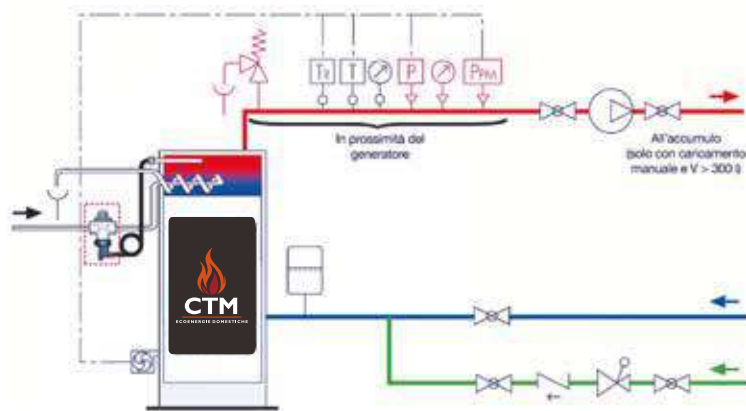 TR
T
P
PPM
In prossimità del
generatore
All'accumulo
(solo con caricamento
manuale e V > 300 l)
CTM
ECOENERGIE DOMESTICHE